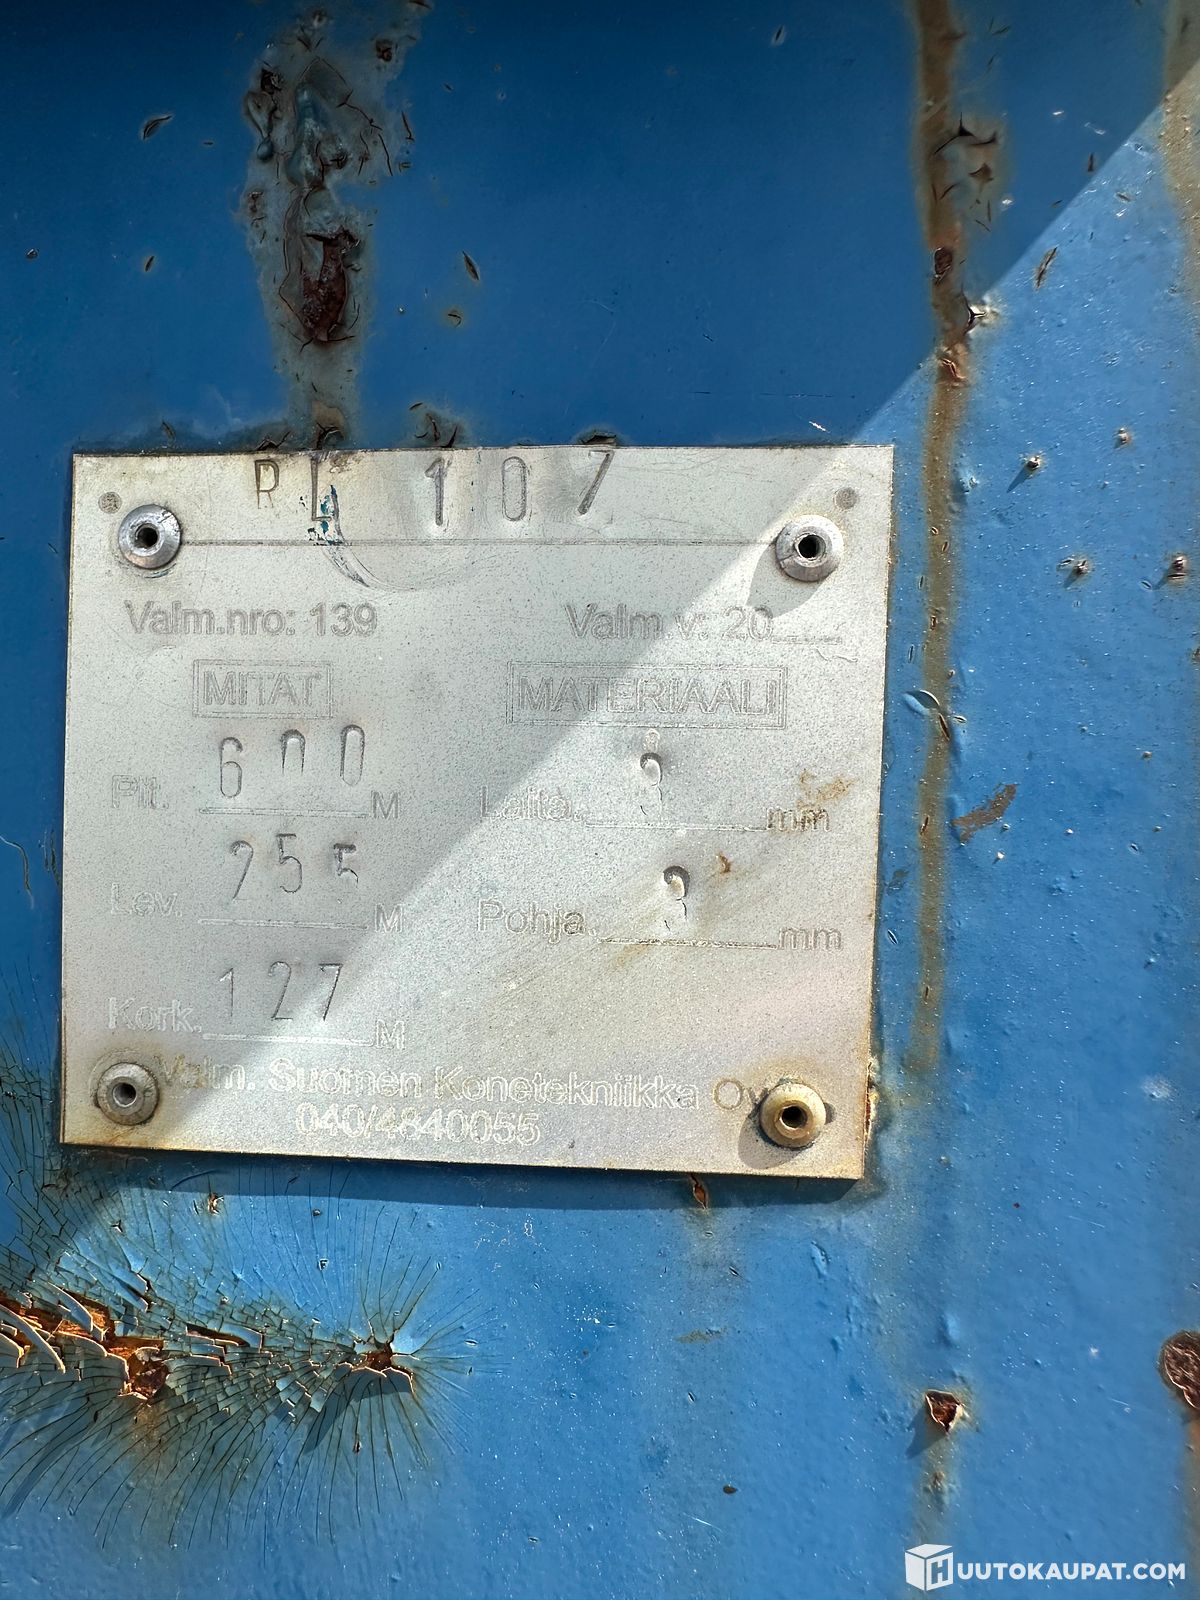 RL 107
Valm.nro: 139 Valm.v: 20
MITAT MATERIAALI
Pit. 600 M Laita. mm
Lev. 255 M Pohja. mm
Kork. 127 M
Valm. Suomen Konetekniikka Oy
040/4840055
HUUTOKAUPAT.COM